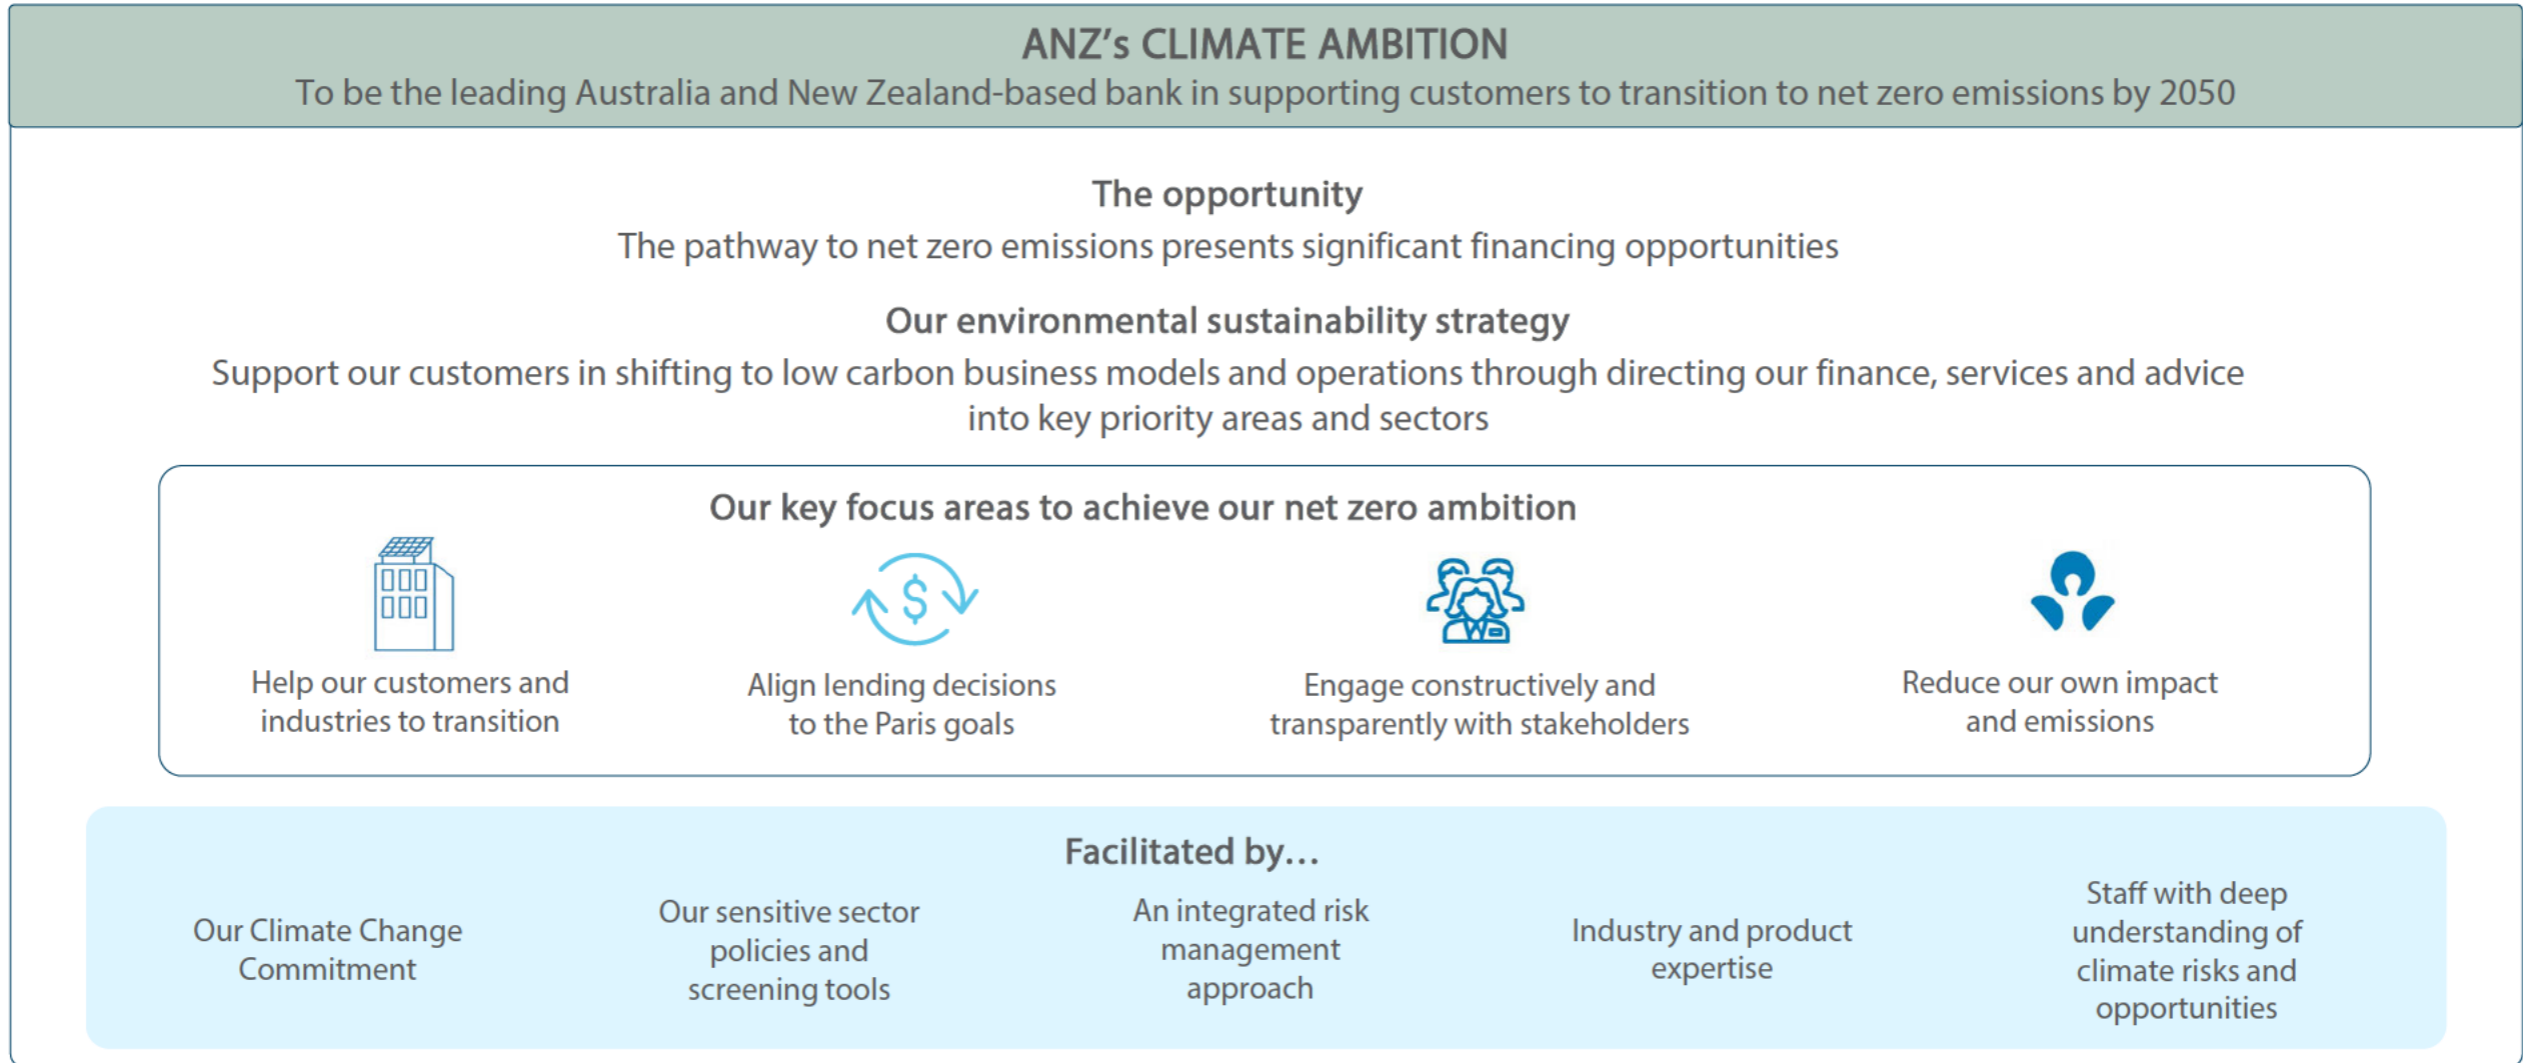 ANZ's CLIMATE AMBITION
To be the leading Australia and New Zealand-based bank in supporting customers to transition to net zero emissions by 2050
The opportunity
The pathway to net zero emissions presents significant financing opportunities
Our environmental sustainability strategy
Support our customers in shifting to low carbon business models and operations through directing our finance, services and advice
into key priority areas and sectors
Our key focus areas to achieve our net zero ambition
$
Help our customers and
industries to transition
Align lending decisions
to the Paris goals
Engage constructively and
transparently with stakeholders
Reduce our own impact
and emissions
Facilitated by…
Our Climate Change
Commitment
Our sensitive sector
policies and
screening tools
An integrated risk
management
approach
Industry and product
expertise
Staff with deep
understanding of
climate risks and
opportunities